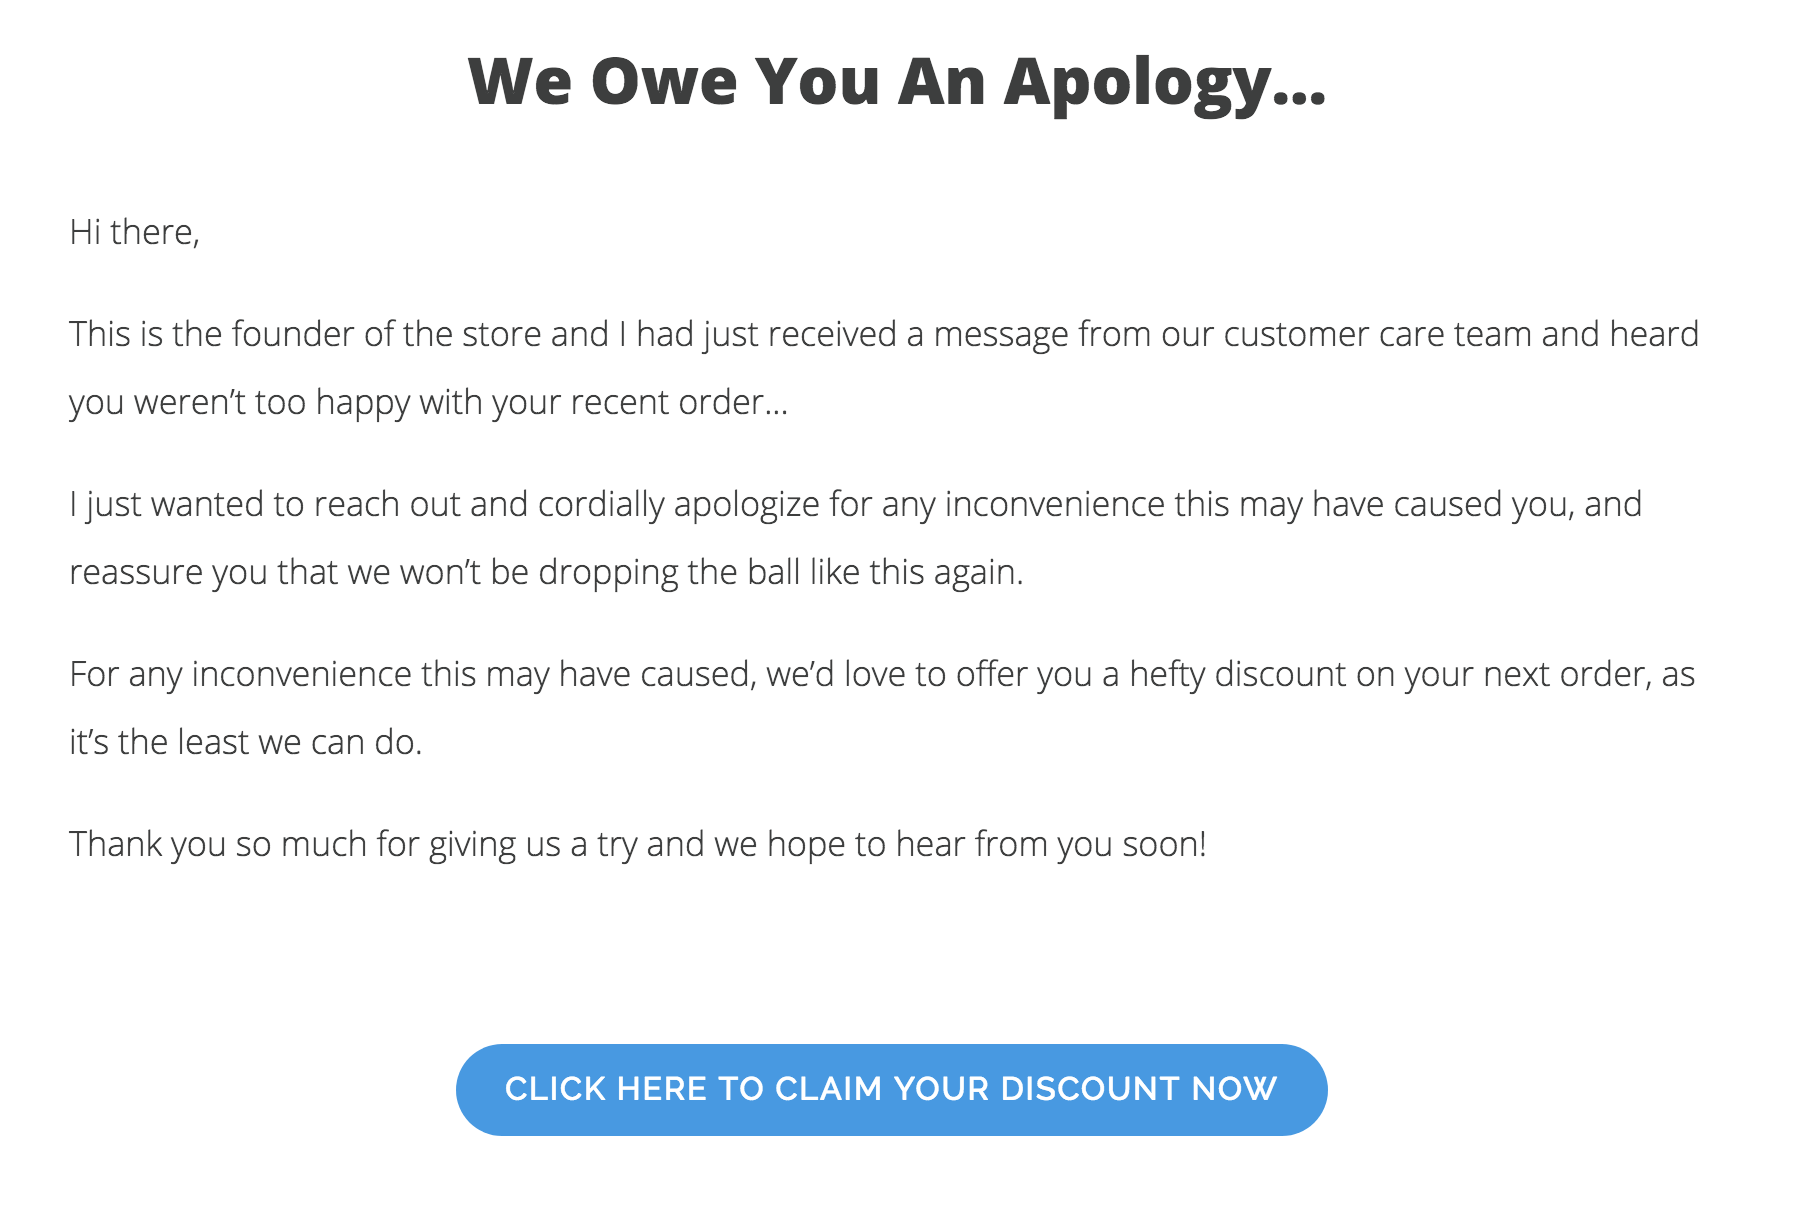 We Owe You An Apology...
Hi there,
This is the founder of the store and I had just received a message from our customer care team and heard
you weren’t too happy with your recent order...
I just wanted to reach out and cordially apologize for any inconvenience this may have caused you, and
reassure you that we won’t be dropping the ball like this again.
For any inconvenience this may have caused, we’d love to offer you a hefty discount on your next order, as
it’s the least we can do.
Thank you so much for giving us a try and we hope to hear from you soon!
CLICK HERE TO CLAIM YOUR DISCOUNT NOW